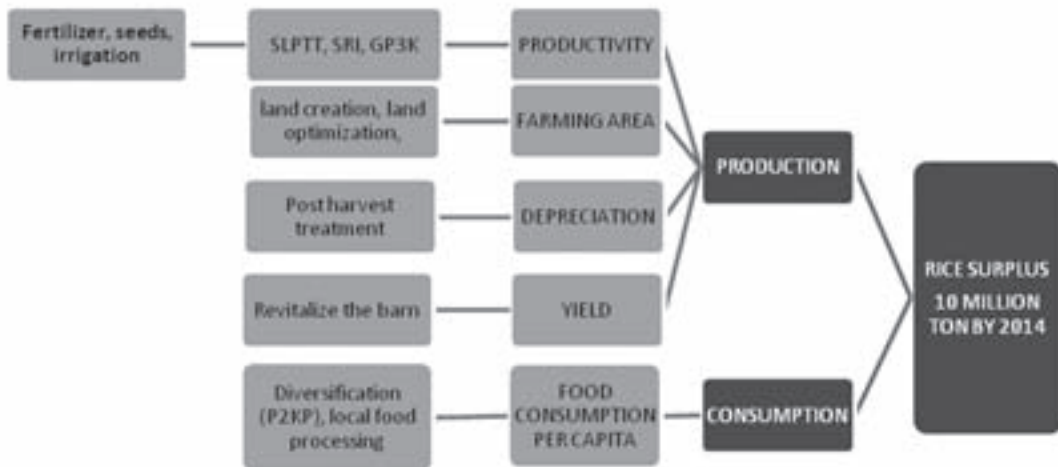 Fertilizer, seeds,
irrigation
SLPTT, SRI, GP3K
PRODUCTIVITY
land creation, land
optimization,
FARMING AREA
PRODUCTION
Post harvest
treatment
DEPRECIATION
RICE SURPLUS
10 MILLION
TON BY 2014
Revitalize the barn
YIELD
Diversification
(P2KP), local food
processing
FOOD
CONSUMPTION
PER CAPITA
CONSUMPTION